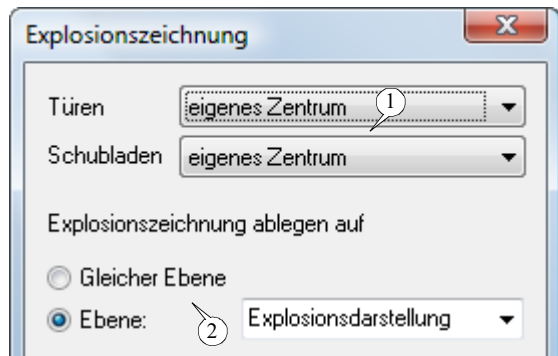 Explosionszeichnung
Türen eigenes Zentrum 1
Schubladen eigenes Zentrum
Explosionszeichnung ablegen auf
Gleicher Ebene
Ebene: 2 Explosionsdarstellung